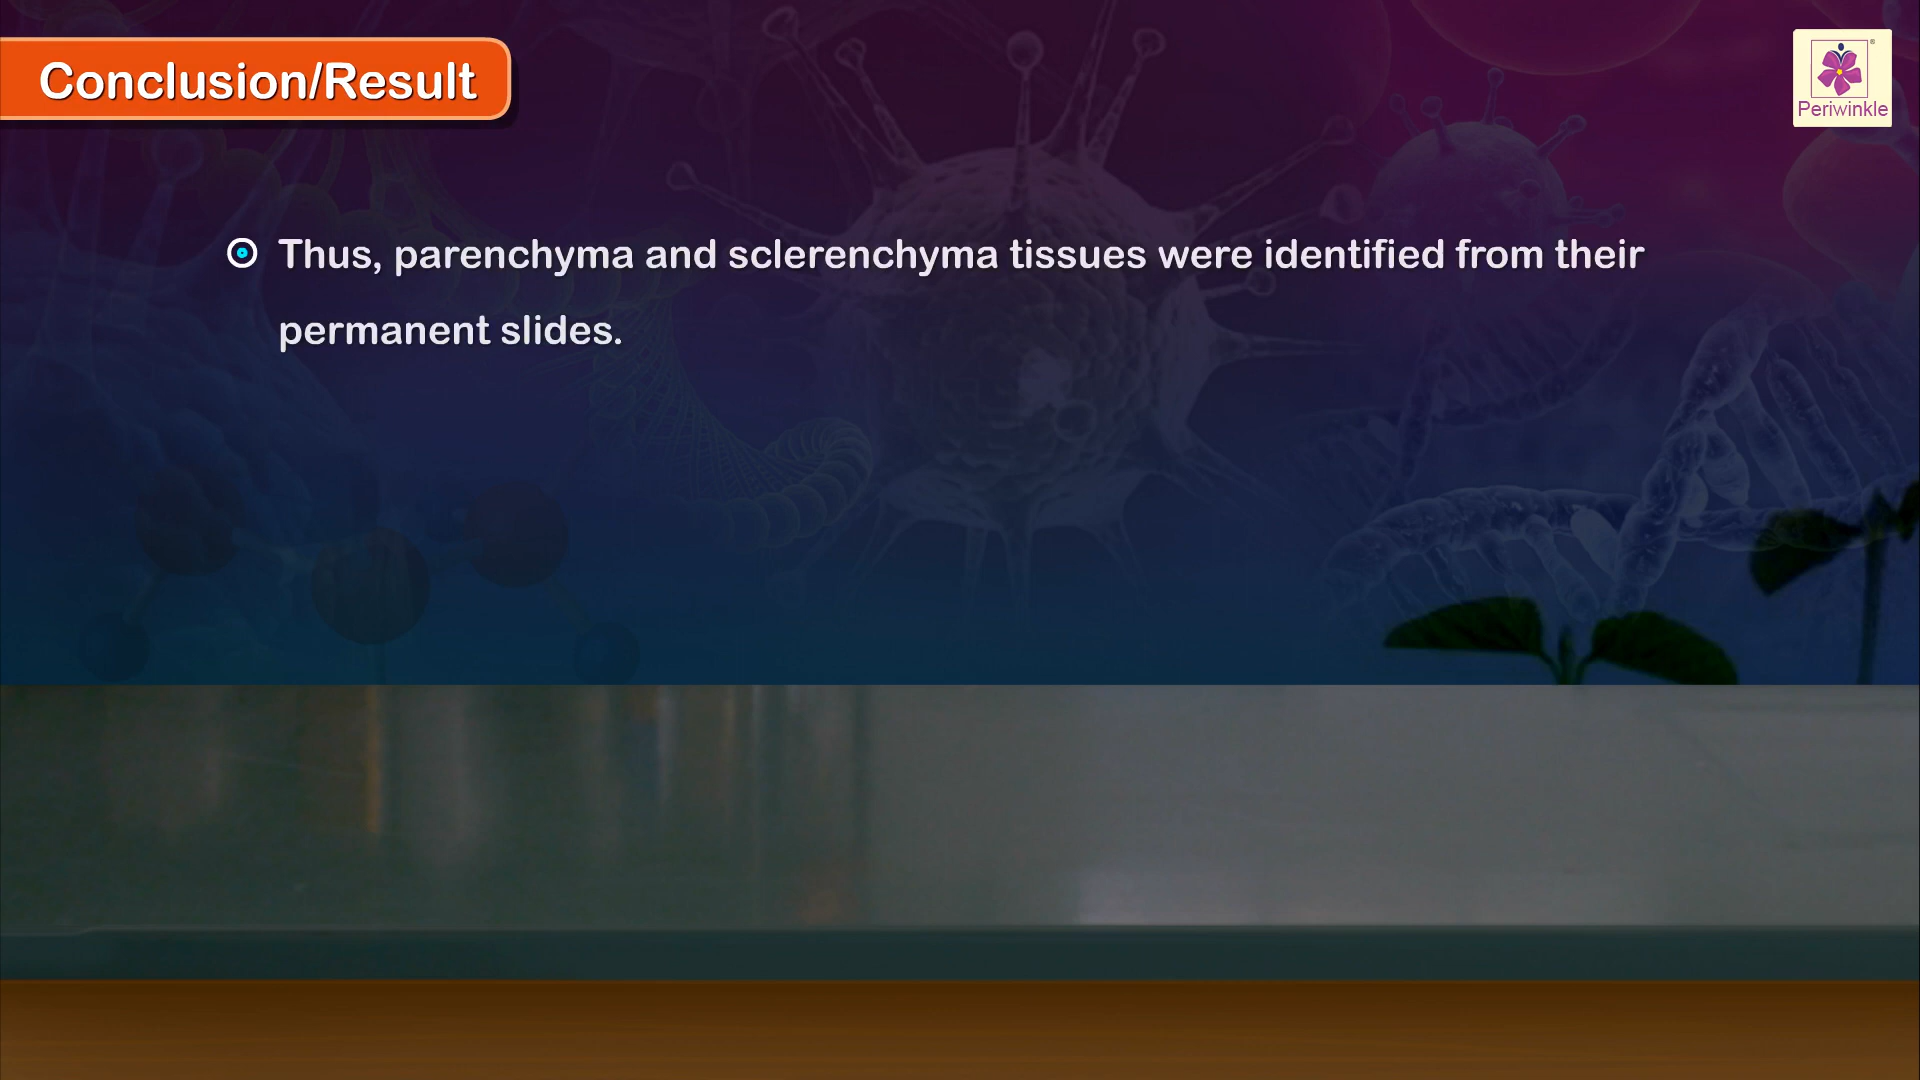 Conclusion/Result
Periwinkle
Thus, parenchyma and sclerenchyma tissues were identified from their
permanent slides.